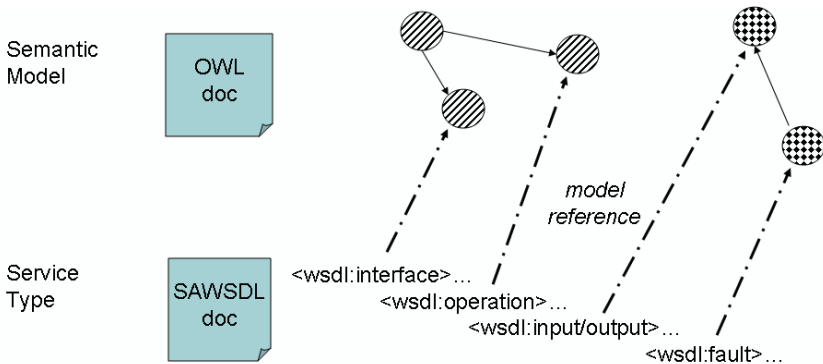 Semantic
Model
OWL
doc
model
reference
Service
Type
SAWSDL
doc
<wsdl:interface>...
<wsdl:operation>...
<wsdl:input/output>...
<wsdl:fault>...